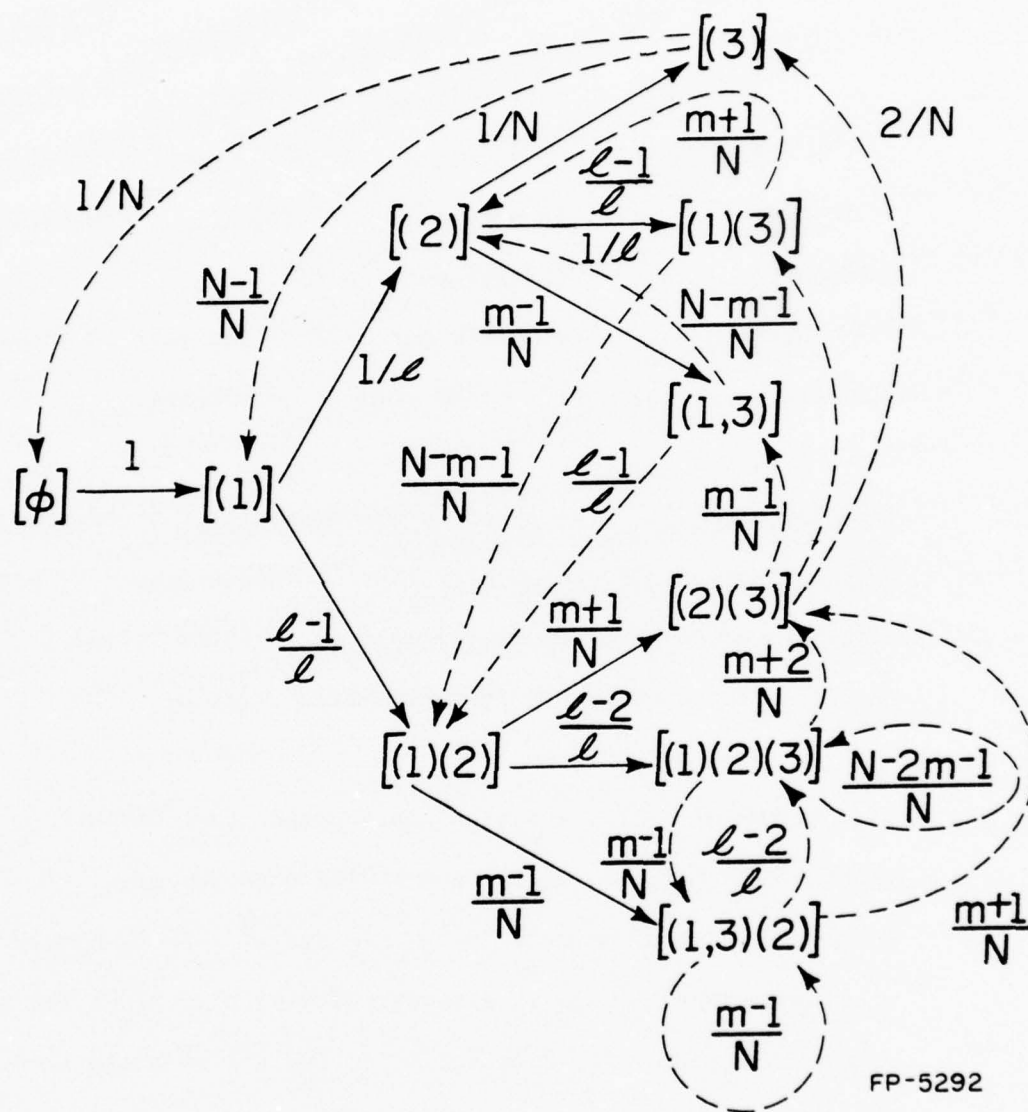 [(3)]
1/N
m+1
N
2/N
ℓ-1
ℓ
1/N
[(2)]
[(1)(3)]
1/ℓ
N-1
N
m-1
N
N-m-1
N
1/ℓ
[(1,3)]
1
N-m-1
N
ℓ-1
ℓ
m-1
N
[ϕ]
[(1)]
[(2)(3)]
m+1
N
ℓ-1
ℓ
m+2
N
ℓ-2
ℓ
[(1)(2)]
[(1)(2)(3)]
N-2m-1
N
m-1
N
m-1
N
ℓ-2
ℓ
[(1,3)(2)]
m+1
N
m-1
N
FP-5292